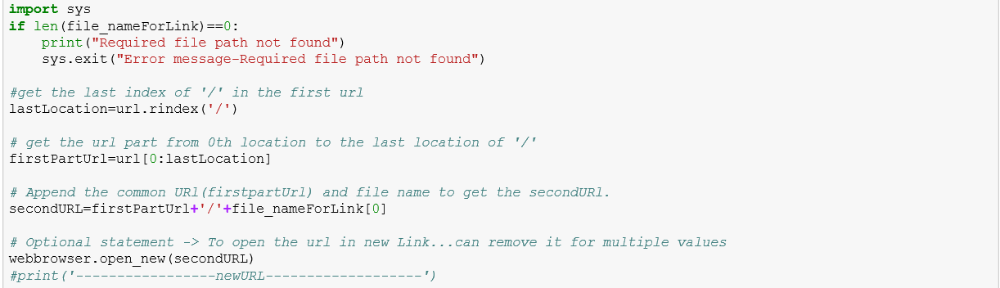 import sys
if len(file_nameForLink)==0:
    print("Required file path not found")
    sys.exit("Error message-Required file path not found")

#get the last index of '/' in the first url
lastLocation=url.rindex('/')

# get the url part from 0th location to the last location of '/'
firstPartUrl=url[0:lastLocation]

# Append the common URl(firstpartUrl) and file name to get the secondURl.
secondURL=firstPartUrl+'/'+file_nameForLink[0]

# Optional statement -> To open the url in new Link...can remove it for multiple values
webbrowser.open_new(secondURL)
#print('-----------------newURL-------------------')